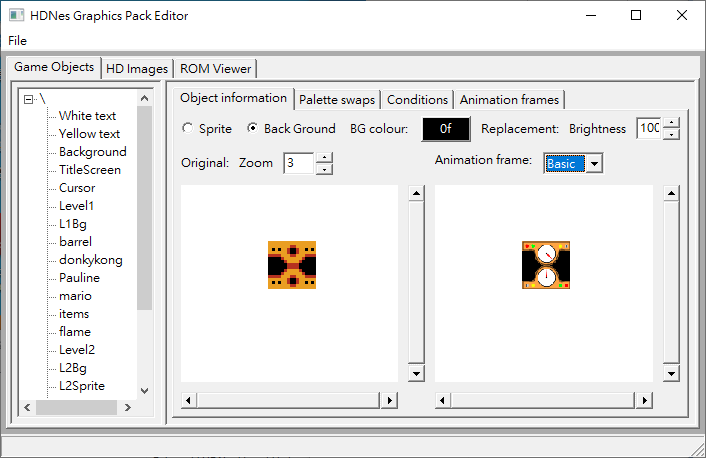 HDNes Graphics Pack Editor
File
Game Objects HD Images ROM Viewer
\
White text
Yellow text
Background
TitleScreen
Cursor
Level1
L1Bg
barrel
donkykong
Pauline
mario
items
flame
Level2
L2Bg
L2Sprite
Object information Palette swaps Conditions Animation frames
Sprite Back Ground BG colour: 0f Replacement: Brightness 100
Original: Zoom 3 Animation frame: Basic